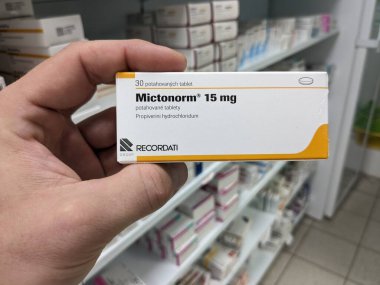 30 potahovaných tablet
Mictonorm® 15 mg
potahované tablety
Propiverini hydrochloridum
RECORDATI